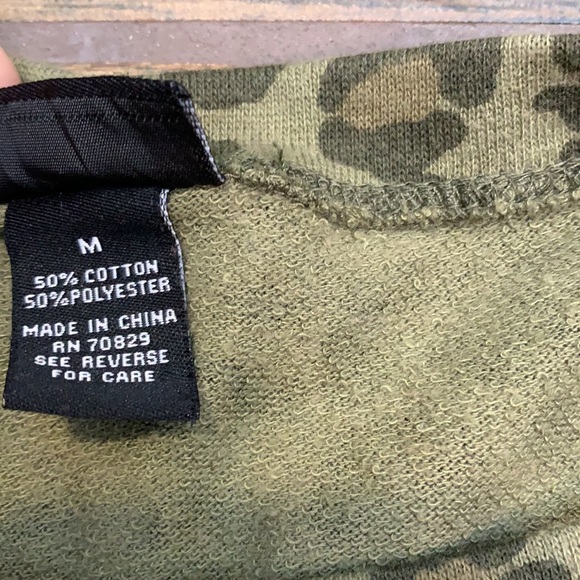 M
50% COTTON
50%POLYESTER
MADE IN CHINA
RN 70829
SEE REVERSE
FOR CARE